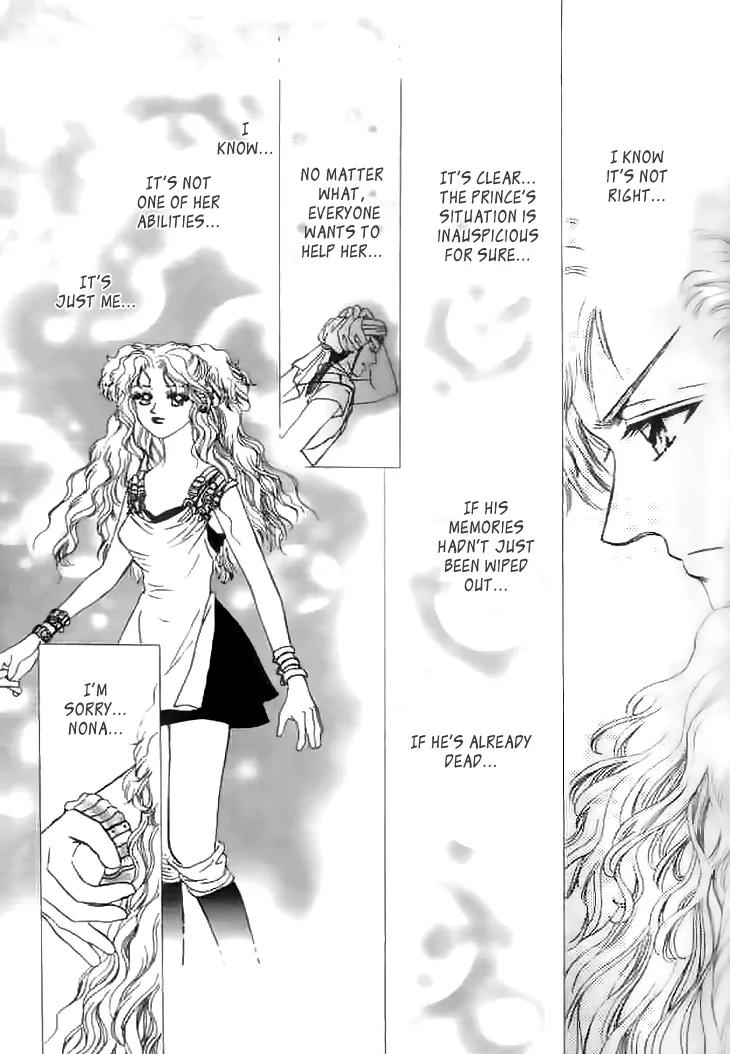 I KNOW
IT'S NOT
RIGHT...
IT'S CLEAR...
THE PRINCE'S
SITUATION IS
INAUSPICIOUS
FOR SURE...
IF HIS
MEMORIES
HADN'T JUST
BEEN WIPED
OUT...
IF HE'S ALREADY
DEAD...
NO MATTER
WHAT,
EVERYONE
WANTS TO
HELP HER...
I
KNOW...
IT'S NOT
ONE OF HER
ABILITIES...
IT'S
JUST ME...
I'M
SORRY...
NONA...